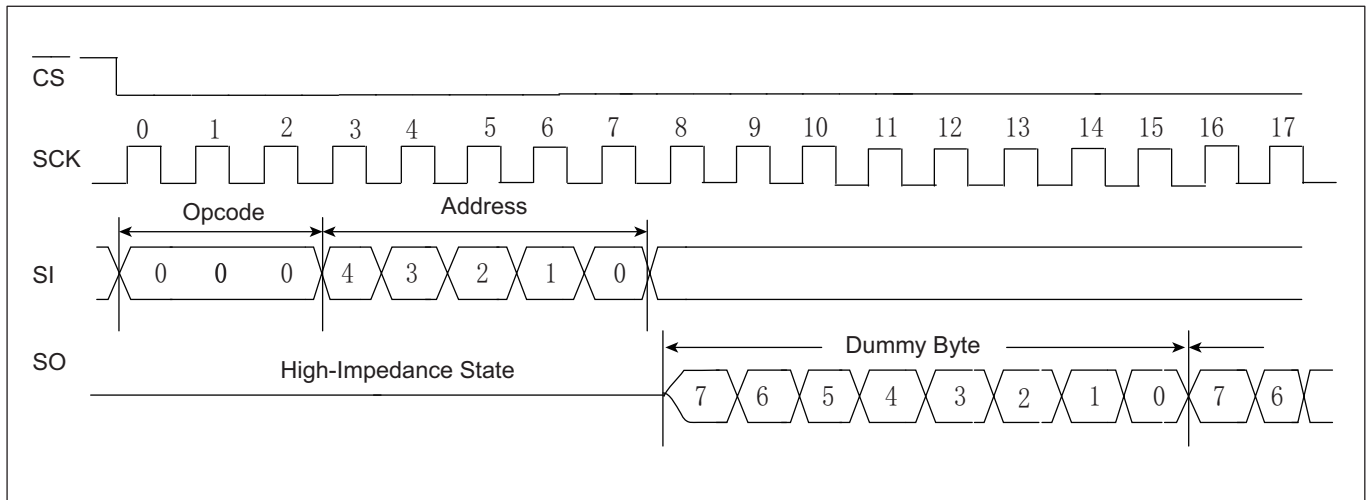 CS
0 1 2 3 4 5 6 7 8 9 10 11 12 13 14 15 16 17
SCK
Opcode Address
SI 0 0 0 4 3 2 1 0
SO High-Impedance State Dummy Byte
7 6 5 4 3 2 1 0 7 6